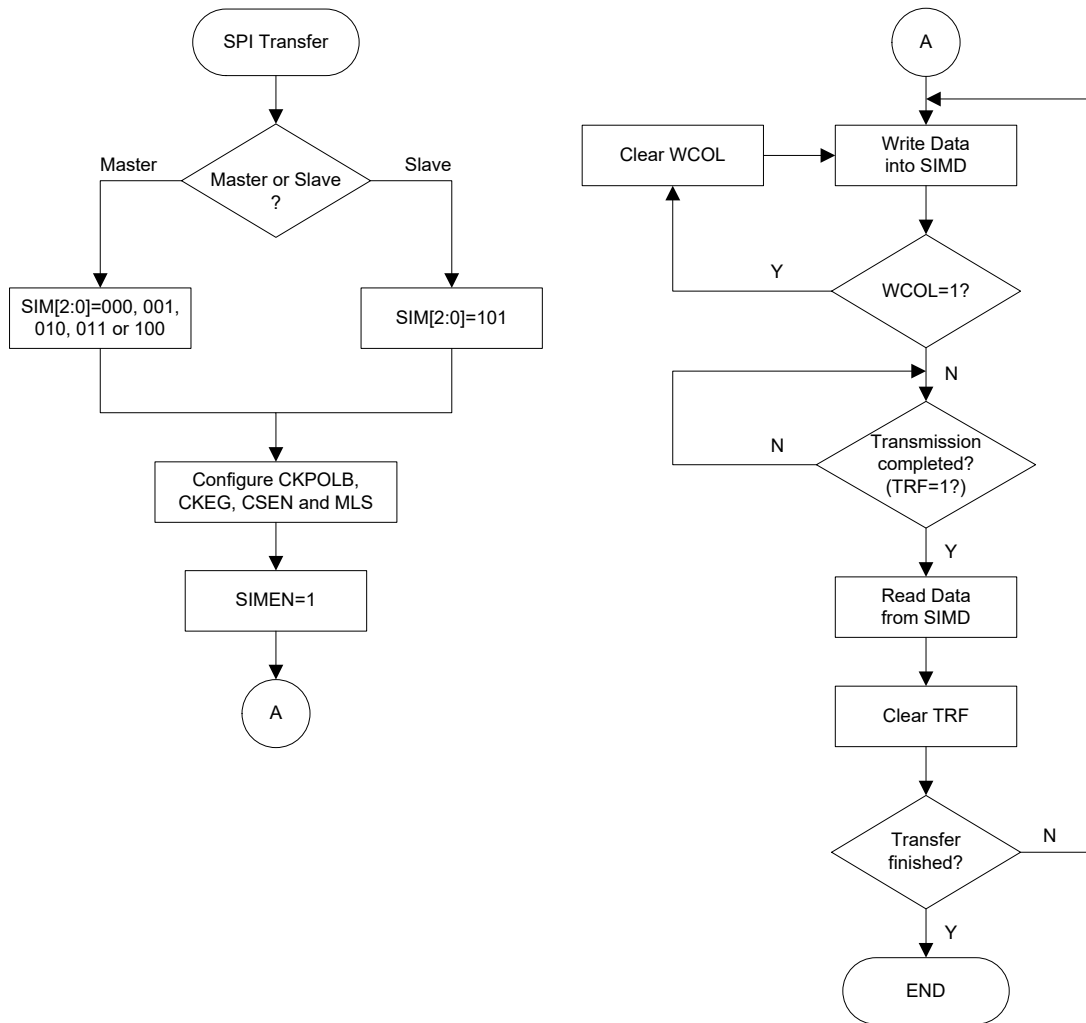 SPI Transfer
Master
Master or Slave
?
Slave
SIM[2:0]=000, 001,
010, 011 or 100
SIM[2:0]=101
Configure CKPOLB,
CKEG, CSEN and MLS
SIMEN=1
A
A
Clear WCOL
Write Data
into SIMD
Y
WCOL=1?
N
N
Transmission
completed?
(TRF=1?)
Y
Read Data
from SIMD
Clear TRF
Transfer
finished?
N
Y
END